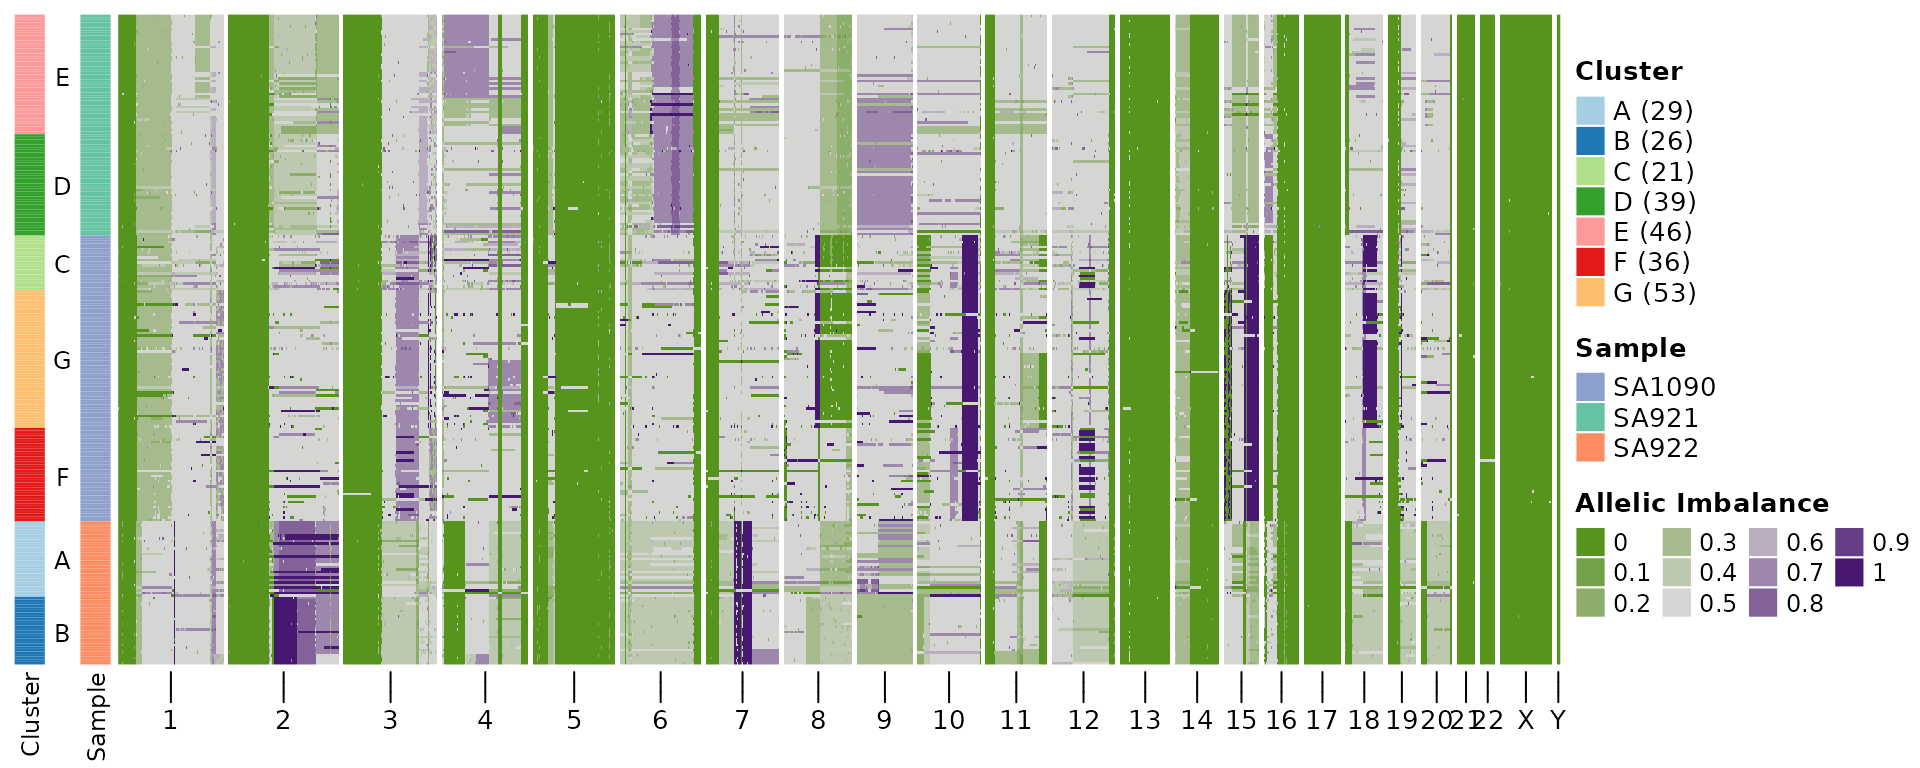 E
D
C
G
F
A
B
Cluster
Sample
1 2 3 4 5 6 7 8 9 10 11 12 13 14 15 16 17 18 19 20 21 22 X Y
Cluster
A (29)
B (26)
C (21)
D (39)
E (46)
F (36)
G (53)
Sample
SA1090
SA921
SA922
Allelic Imbalance
0 0.3 0.6 0.9
0.1 0.4 0.7 1
0.2 0.5 0.8